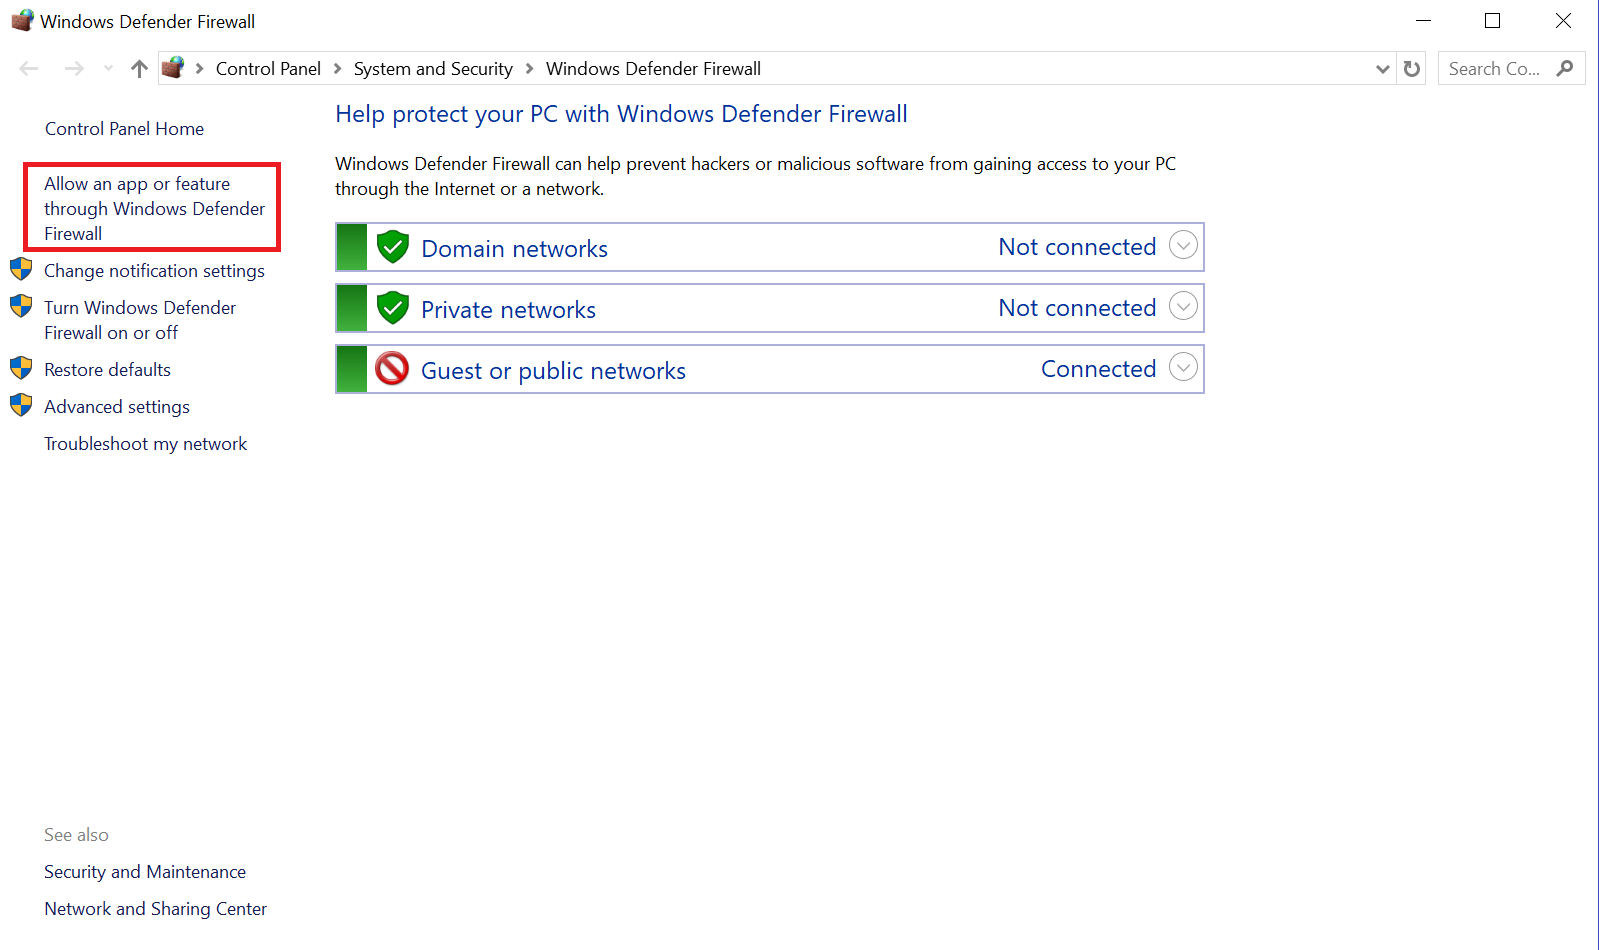 Windows Defender Firewall
Control Panel > System and Security > Windows Defender Firewall
Search Co...
Control Panel Home
Allow an app or feature
through Windows Defender
Firewall
Change notification settings
Turn Windows Defender
Firewall on or off
Restore defaults
Advanced settings
Troubleshoot my network
Help protect your PC with Windows Defender Firewall
Windows Defender Firewall can help prevent hackers or malicious software from gaining access to your PC
through the Internet or a network.
Domain networks Not connected
Private networks Not connected
Guest or public networks Connected
See also
Security and Maintenance
Network and Sharing Center